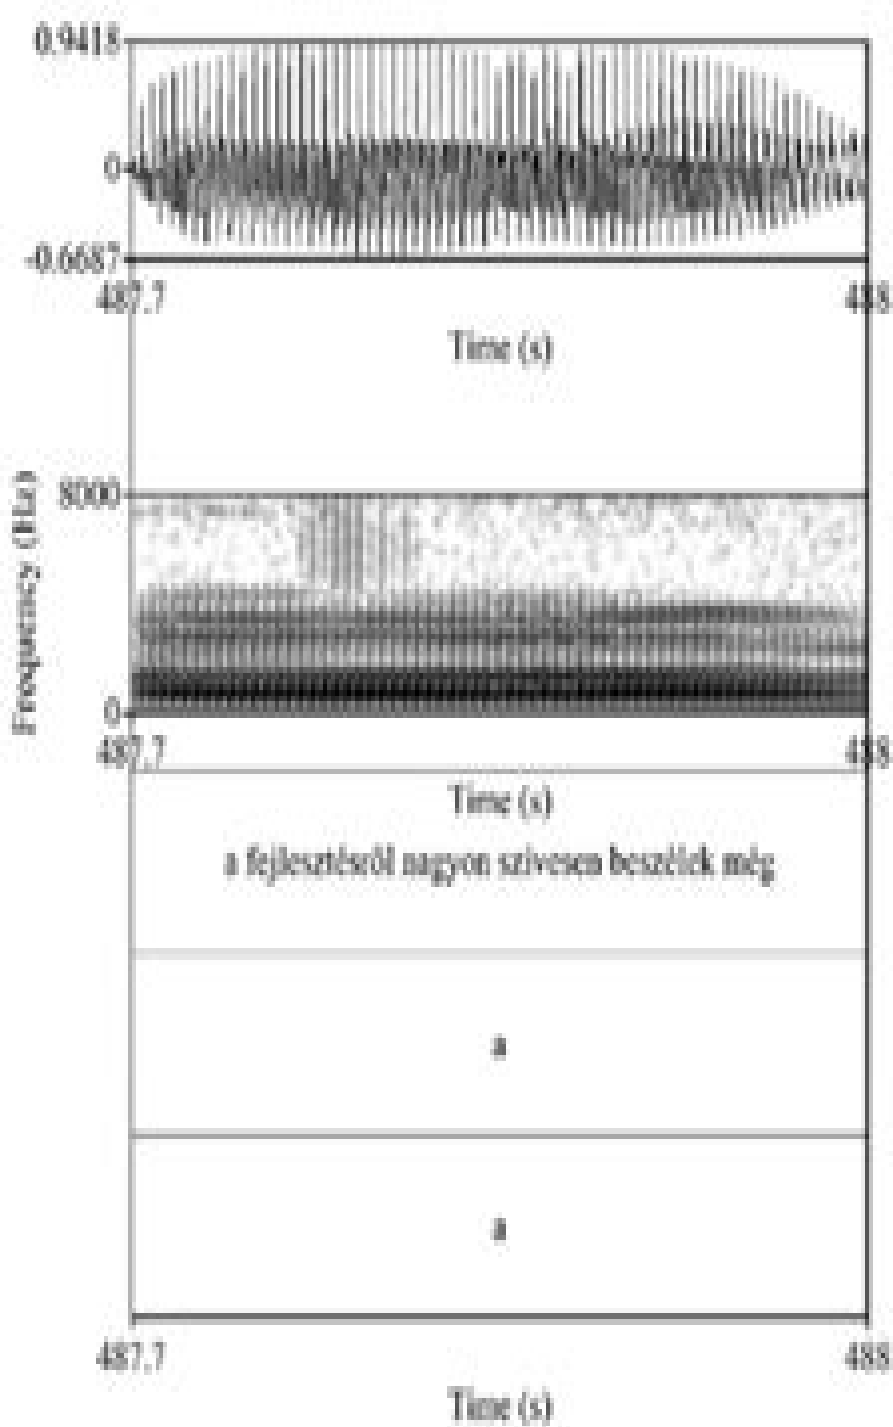 0.9418
0
-0.6687
487.7 488
Time (s)
8000
Frequency (Hz)
0
487.7 488
Time (s)
a fejlesztésről nagyon szívesen beszélek még
a
a
487.7 488
Time (s)